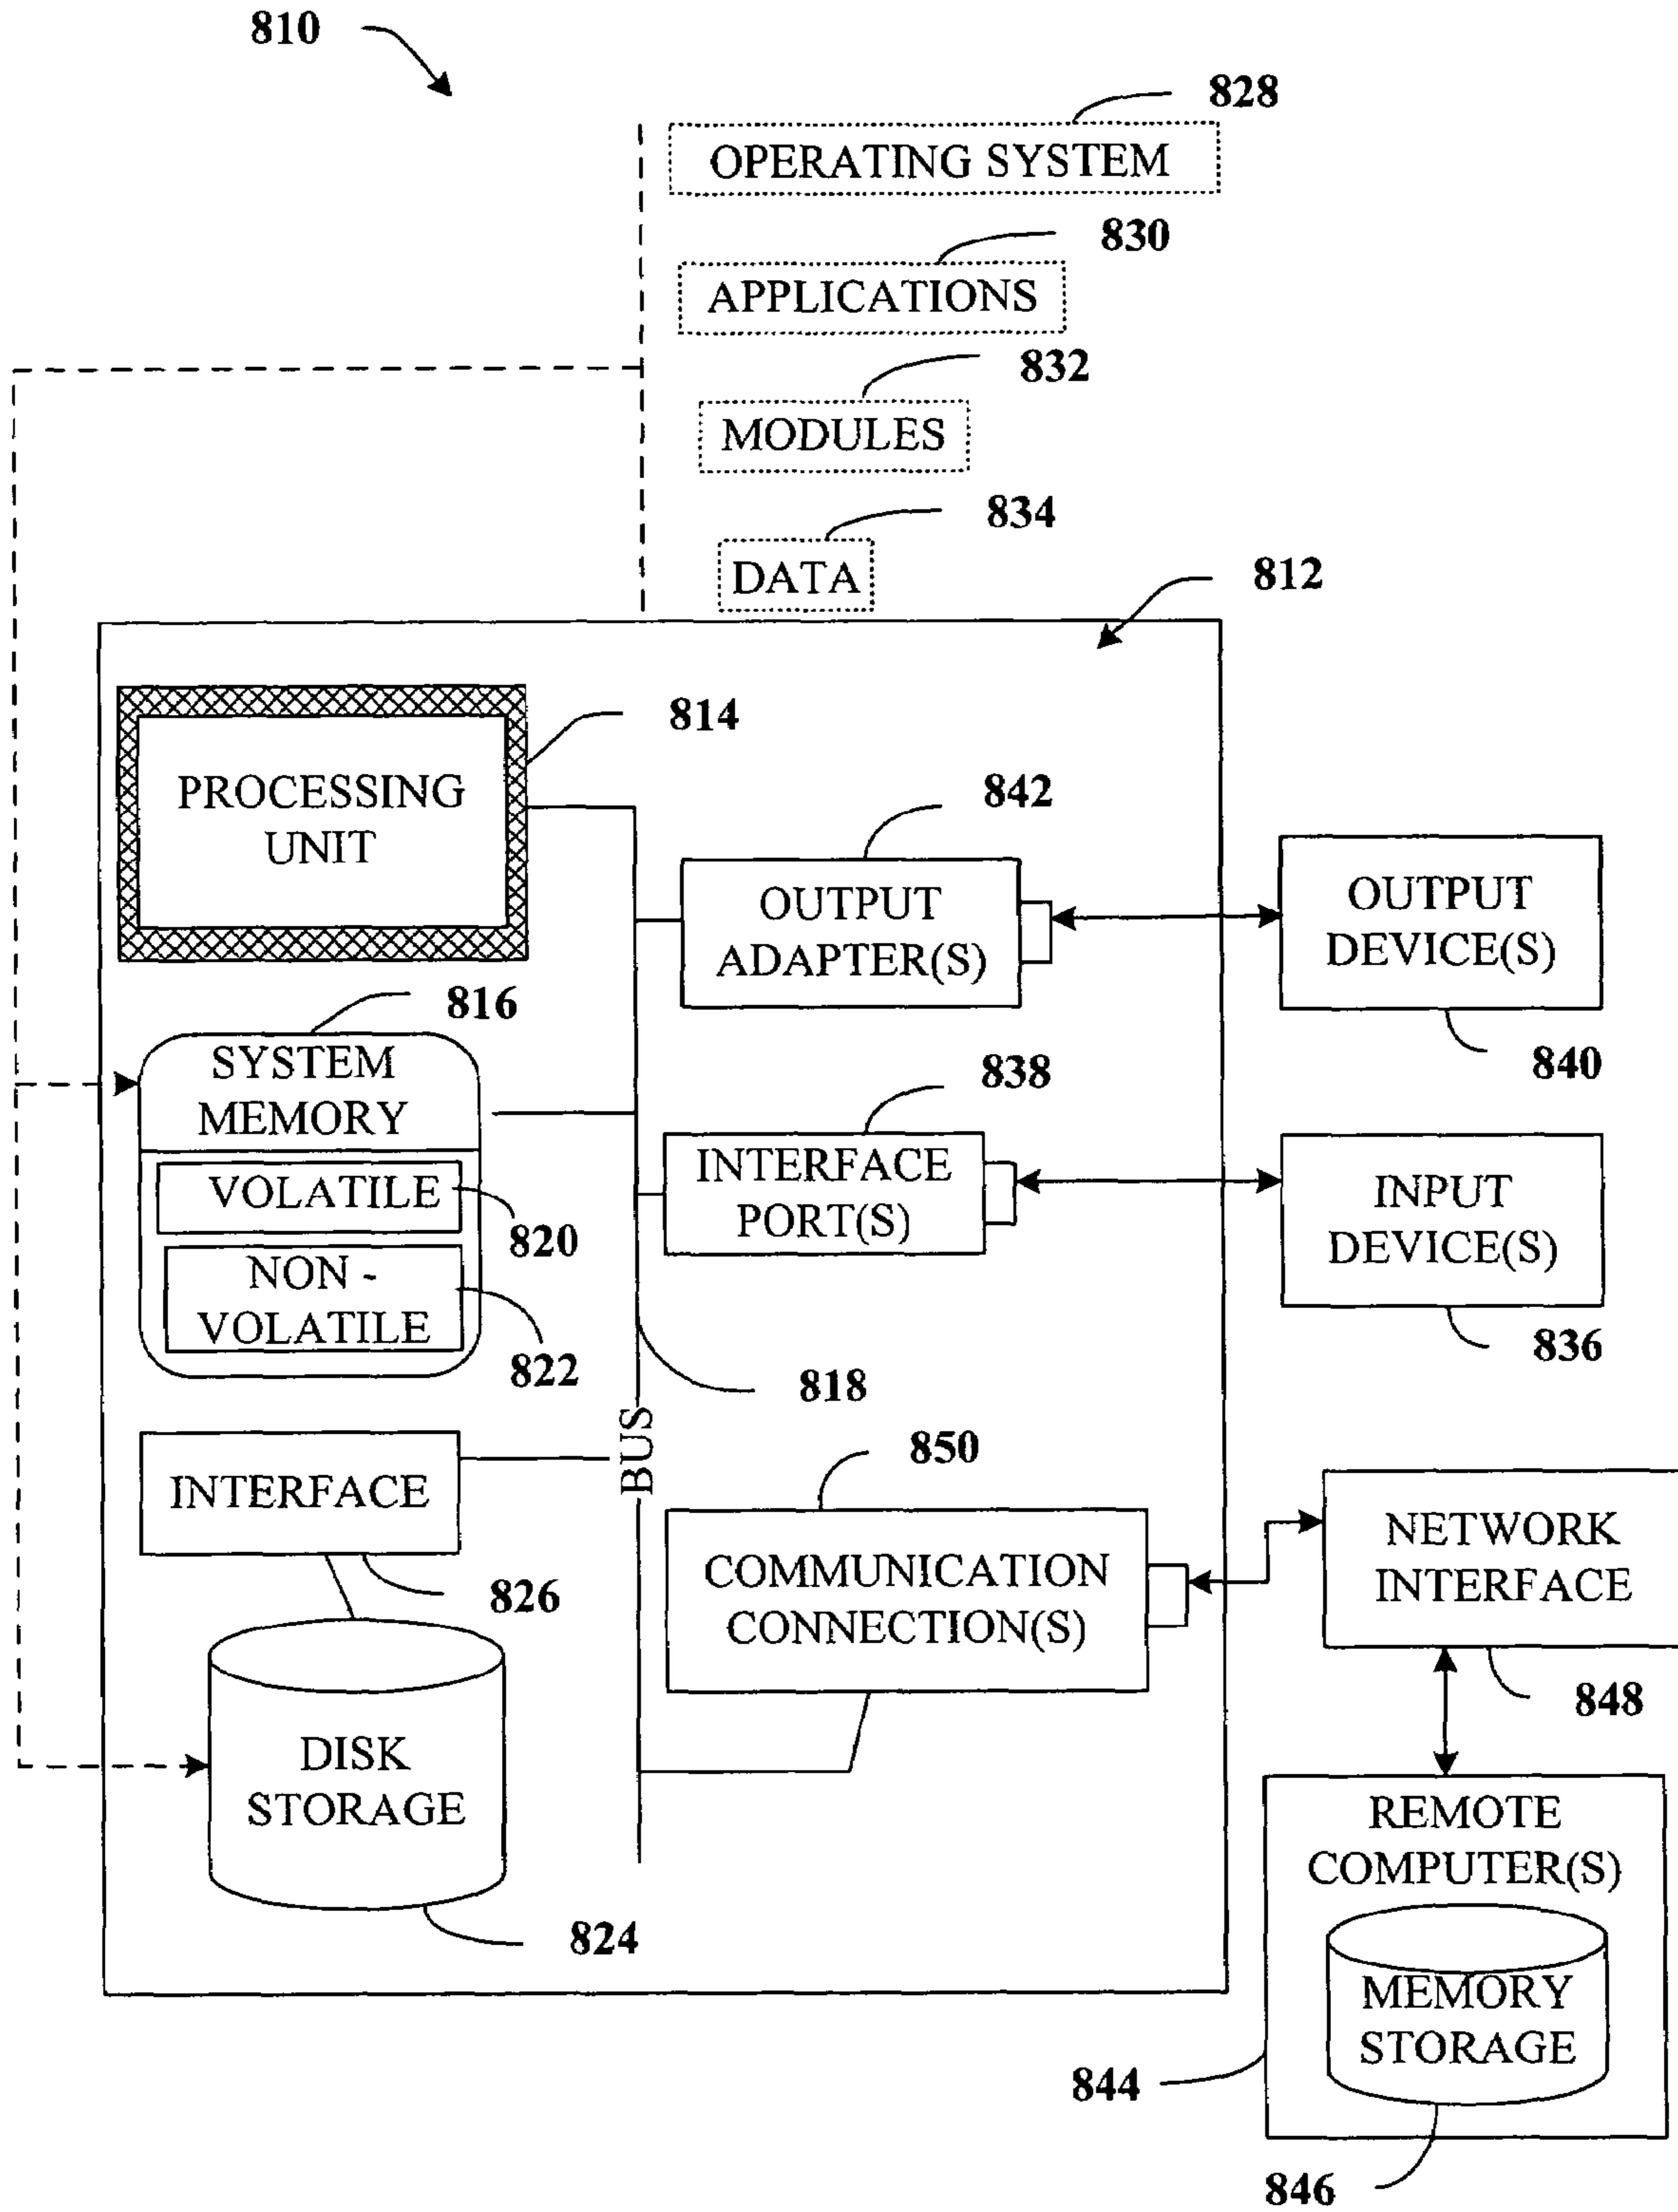 810
828
OPERATING SYSTEM
830
APPLICATIONS
832
MODULES
834
DATA
812
814
PROCESSING
UNIT
842
OUTPUT
ADAPTER(S)
OUTPUT
DEVICE(S)
840
816
SYSTEM
MEMORY
VOLATILE
820
NON -
VOLATILE
822
838
INTERFACE
PORT(S)
INPUT
DEVICE(S)
836
818
BUS
INTERFACE
826
850
COMMUNICATION
CONNECTION(S)
NETWORK
INTERFACE
848
DISK
STORAGE
824
REMOTE
COMPUTER(S)
MEMORY
STORAGE
844
846